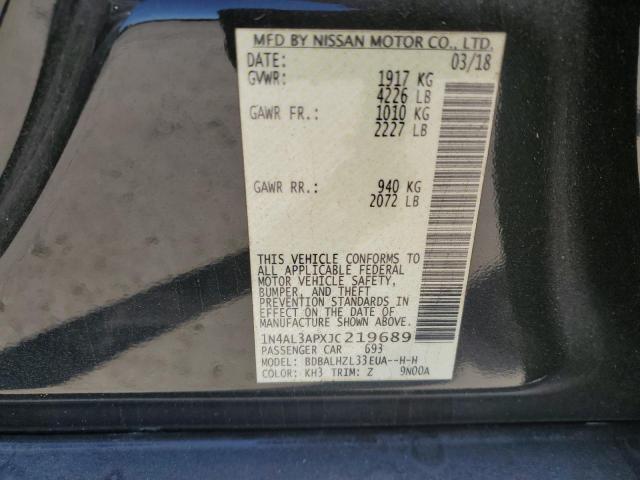 MFD BY NISSAN MOTOR CO., LTD.
DATE: 03/18
GVWR: 1917 KG
4226 LB
GAWR FR.: 1010 KG
2227 LB
GAWR RR.: 940 KG
2072 LB
THIS VEHICLE CONFORMS TO
ALL APPLICABLE FEDERAL
MOTOR VEHICLE SAFETY,
BUMPER, AND THEFT
PREVENTION STANDARDS IN
EFFECT ON THE DATE OF
MANUFACTURE SHOWN ABOVE.
1N4AL3APXJC219689
PASSENGER CAR 693
MODEL: BDBALHZL33EUA--H-H
COLOR: KH3 TRIM: Z 9N00A